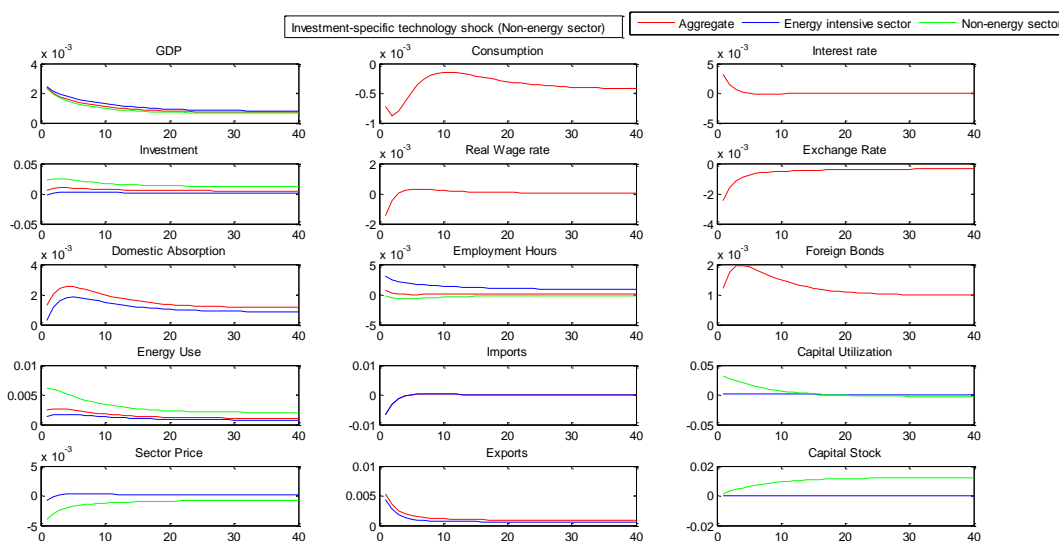 Investment-specific technology shock (Non-energy sector)
Aggregate Energy intensive sector Non-energy sector
GDP Consumption Interest rate
x 10⁻³ x 10⁻³ x 10⁻³
4 0 5
2 -0.5 0
0 -1 -5
0 10 20 30 40 0 10 20 30 40 0 10 20 30 40
Investment Real Wage rate Exchange Rate
x 10⁻³ x 10⁻³
0.05 2 0
0 0 -2
-0.05 -2 -4
0 10 20 30 40 0 10 20 30 40 0 10 20 30 40
Domestic Absorption Employment Hours Foreign Bonds
x 10⁻³ x 10⁻³ x 10⁻³
4 5 2
2 0 1
0 -5 0
0 10 20 30 40 0 10 20 30 40 0 10 20 30 40
Energy Use Imports Capital Utilization
0.01 0.01 0.05
0.005 0 0
0 -0.01 -0.05
0 10 20 30 40 0 10 20 30 40 0 10 20 30 40
Sector Price Exports Capital Stock
x 10⁻³
5 0.01 0.02
0 0.005 0
-5 0 -0.02
0 10 20 30 40 0 10 20 30 40 0 10 20 30 40